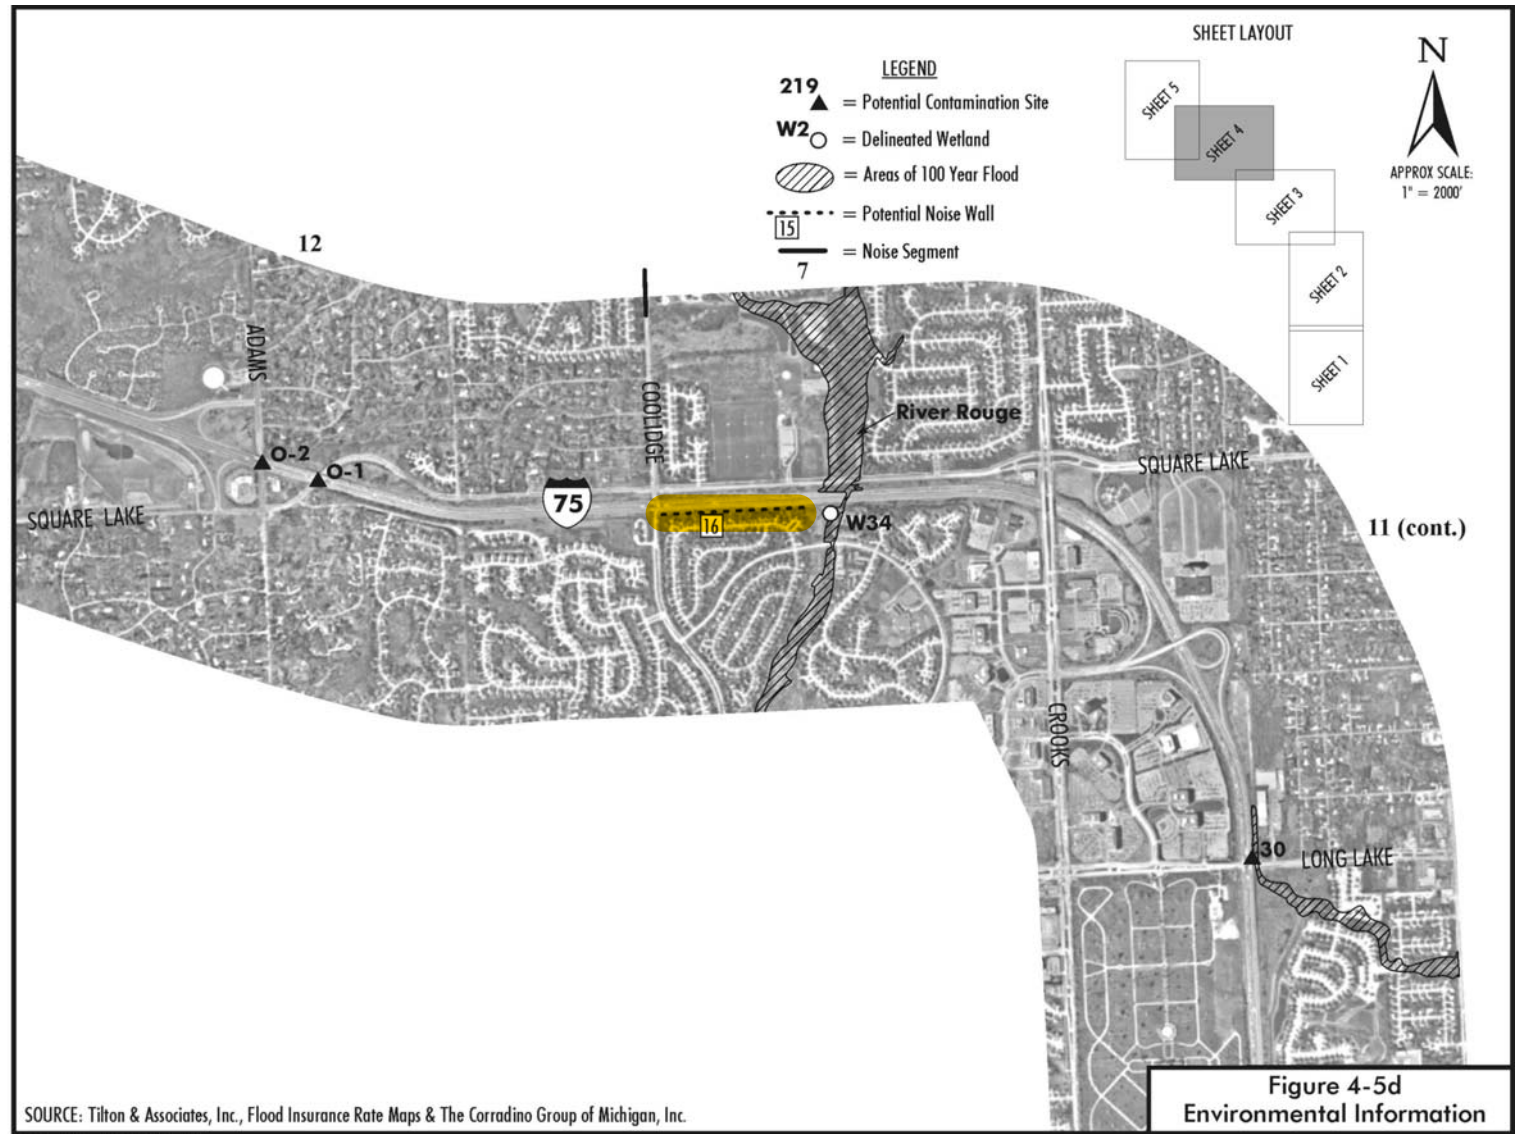 SHEET LAYOUT
N
APPROX SCALE:
1" = 2000'
SHEET 5
SHEET 4
SHEET 3
SHEET 2
SHEET 1
LEGEND
219
= Potential Contamination Site
W2
= Delineated Wetland
= Areas of 100 Year Flood
= Potential Noise Wall
15
= Noise Segment
12
7
ADAMS
COOLIDGE
River Rouge
O-2
O-1
SQUARE LAKE
75
SQUARE LAKE
16
W34
11 (cont.)
CROOKS
30
LONG LAKE
Figure 4-5d
Environmental Information
SOURCE: Tilton & Associates, Inc., Flood Insurance Rate Maps & The Corradino Group of Michigan, Inc.